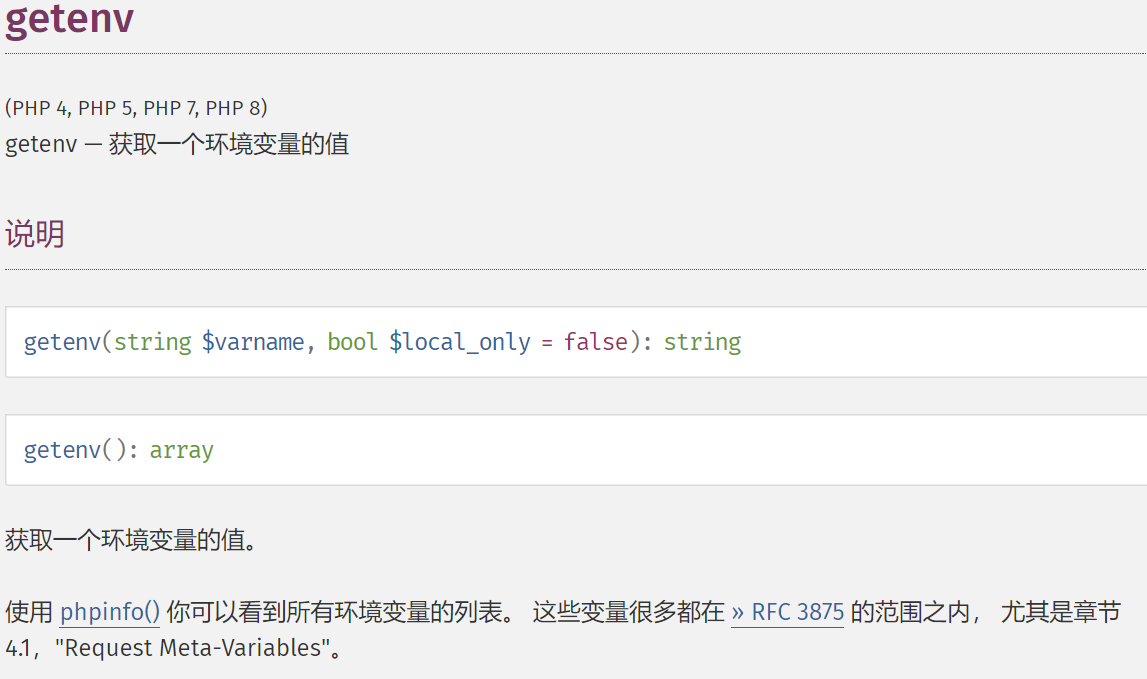 getenv
(PHP 4, PHP 5, PHP 7, PHP 8)
getenv — 获取一个环境变量的值
说明
getenv(string $varname, bool $local_only = false): string
getenv(): array
获取一个环境变量的值。
使用 phpinfo() 你可以看到所有环境变量的列表。 这些变量很多都在 » RFC 3875 的范围之内， 尤其是章节
4.1，"Request Meta-Variables"。